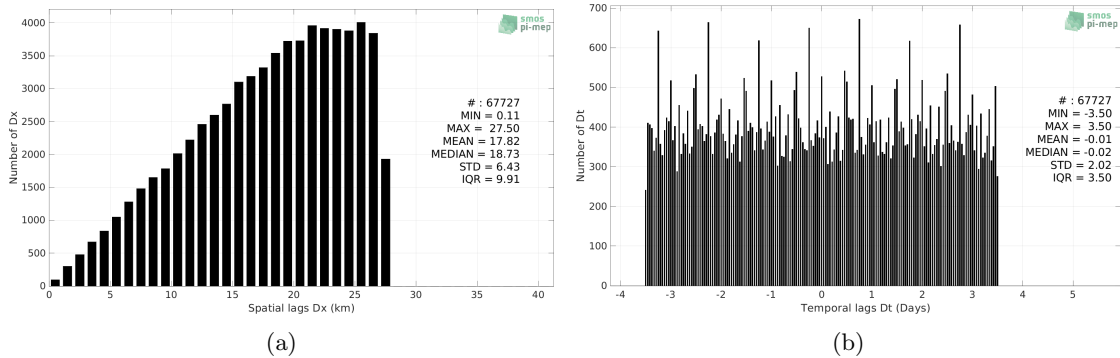 4000
3500
3000
2500
2000
1500
1000
500
0
Number of Dx
0 5 10 15 20 25 30 35 40
Spatial lags Dx (km)
smos
pi-mep
# : 67727
MIN = 0.11
MAX = 27.50
MEAN = 17.82
MEDIAN = 18.73
STD = 6.43
IQR = 9.91
(a)
700
600
500
400
300
200
100
0
Number of Dt
-4 -3 -2 -1 0 1 2 3 4 5
Temporal lags Dt (Days)
smos
pi-mep
# : 67727
MIN = -3.50
MAX = 3.50
MEAN = -0.01
MEDIAN = -0.02
STD = 2.02
IQR = 3.50
(b)